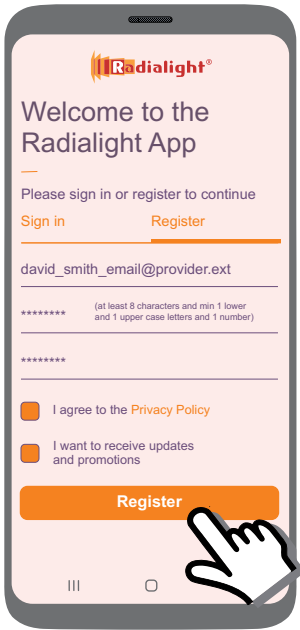 Radialight®
Welcome to the
Radialight App
Please sign in or register to continue
Sign in Register
david_smith_email@provider.ext
******** (at least 8 characters and min 1 lower
and 1 upper case letters and 1 number)
********
I agree to the Privacy Policy
I want to receive updates
and promotions
Register